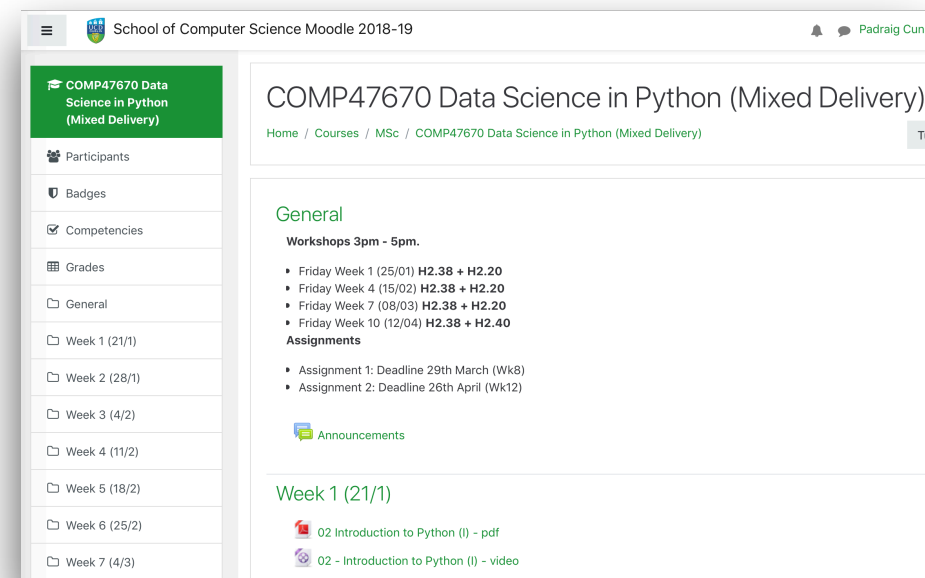 School of Computer Science Moodle 2018-19
Padraig Cun
COMP47670 Data
Science in Python
(Mixed Delivery)
Participants
Badges
Competencies
Grades
General
Week 1 (21/1)
Week 2 (28/1)
Week 3 (4/2)
Week 4 (11/2)
Week 5 (18/2)
Week 6 (25/2)
Week 7 (4/3)
COMP47670 Data Science in Python (Mixed Delivery)
Home / Courses / MSc / COMP47670 Data Science in Python (Mixed Delivery)
General
Workshops 3pm - 5pm.
Friday Week 1 (25/01) H2.38 + H2.20
Friday Week 4 (15/02) H2.38 + H2.20
Friday Week 7 (08/03) H2.38 + H2.20
Friday Week 10 (12/04) H2.38 + H2.40
Assignments
Assignment 1: Deadline 29th March (Wk8)
Assignment 2: Deadline 26th April (Wk12)
Announcements
Week 1 (21/1)
02 Introduction to Python (I) - pdf
02 - Introduction to Python (I) - video